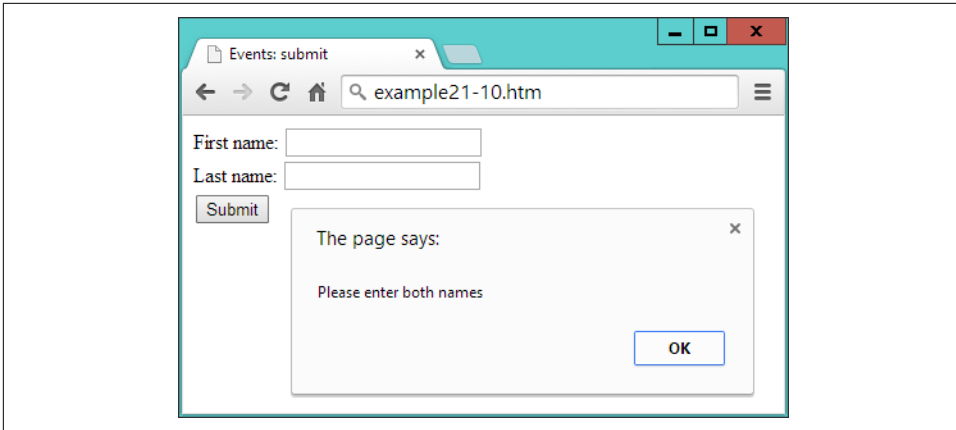 Events: submit
example21-10.htm
First name:
Last name:
Submit
The page says:
Please enter both names
OK